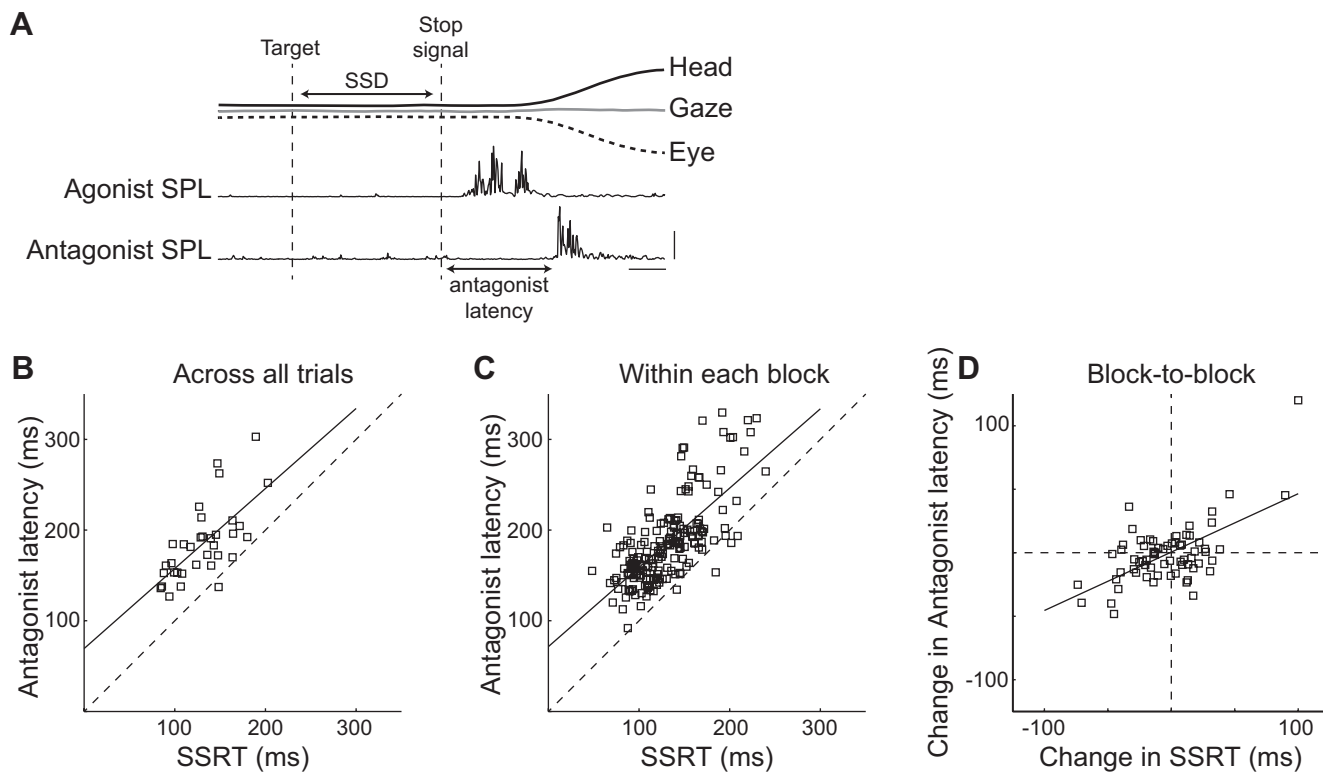 A
Target
Stop
signal
SSD
Head
Gaze
Eye
Agonist SPL
Antagonist SPL
antagonist
latency
B
Across all trials
Antagonist latency (ms)
300
200
100
100
200
300
SSRT (ms)
C
Within each block
Antagonist latency (ms)
300
200
100
100
200
300
SSRT (ms)
D
Block-to-block
Change in Antagonist latency (ms)
100
-100
-100
100
Change in SSRT (ms)